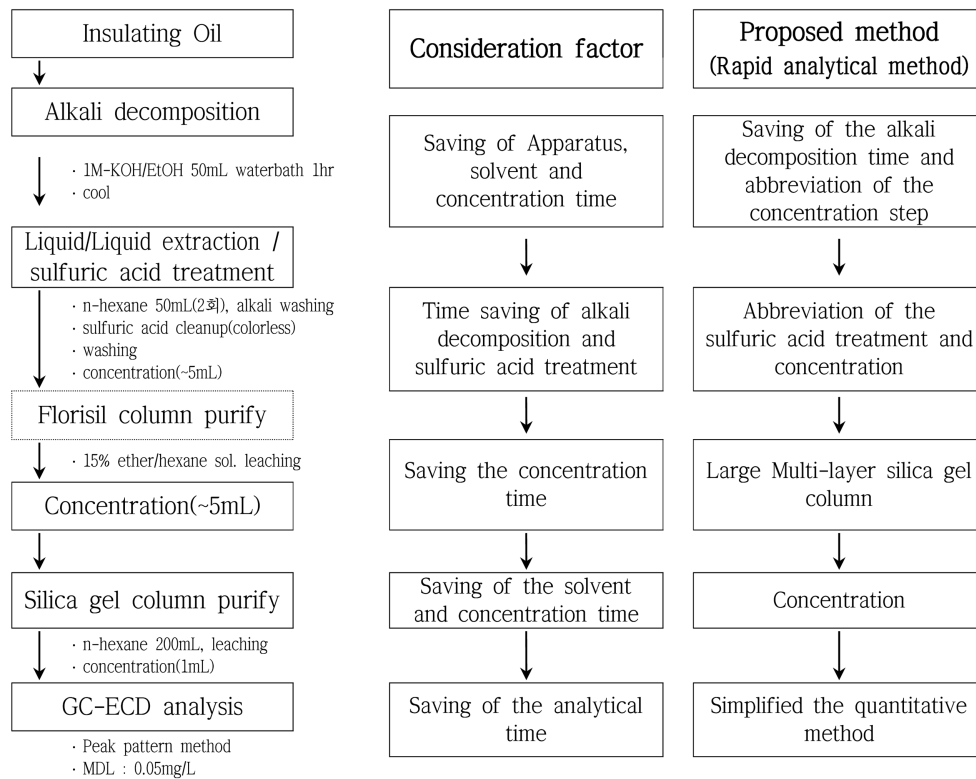 Insulating Oil
Alkali decomposition
· 1M-KOH/EtOH 50mL waterbath 1hr
· cool
Liquid/Liquid extraction /
sulfuric acid treatment
· n-hexane 50mL(2회), alkali washing
· sulfuric acid cleanup(colorless)
· washing
· concentration(~5mL)
Florisil column purify
· 15% ether/hexane sol. leaching
Concentration(~5mL)
Silica gel column purify
· n-hexane 200mL, leaching
· concentration(1mL)
GC-ECD analysis
· Peak pattern method
· MDL : 0.05mg/L
Consideration factor
Saving of Apparatus,
solvent and
concentration time
Time saving of alkali
decomposition and
sulfuric acid treatment
Saving the concentration
time
Saving of the solvent
and concentration time
Saving of the analytical
time
Proposed method
(Rapid analytical method)
Saving of the alkali
decomposition time and
abbreviation of the
concentration step
Abbreviation of the
sulfuric acid treatment and
concentration
Large Multi-layer silica gel
column
Concentration
Simplified the quantitative
method